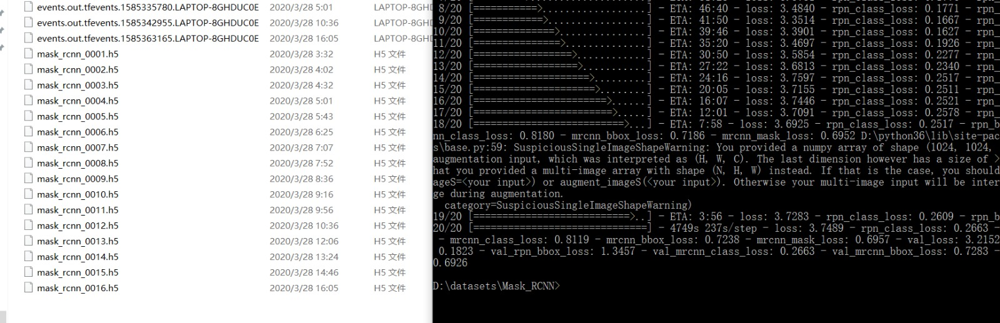 events.out.tfevents.1585335780.LAPTOP-8GHDUC0E 2020/3/28 5:01 LAPTOP-8GHD
events.out.tfevents.1585342955.LAPTOP-8GHDUC0E 2020/3/28 10:36 LAPTOP-8GHD
events.out.tfevents.1585363165.LAPTOP-8GHDUC0E 2020/3/28 16:05 LAPTOP-8GHD
mask_rcnn_0001.h5 2020/3/28 3:32 H5 文件
mask_rcnn_0002.h5 2020/3/28 4:02 H5 文件
mask_rcnn_0003.h5 2020/3/28 4:32 H5 文件
mask_rcnn_0004.h5 2020/3/28 5:01 H5 文件
mask_rcnn_0005.h5 2020/3/28 5:43 H5 文件
mask_rcnn_0006.h5 2020/3/28 6:25 H5 文件
mask_rcnn_0007.h5 2020/3/28 7:07 H5 文件
mask_rcnn_0008.h5 2020/3/28 7:52 H5 文件
mask_rcnn_0009.h5 2020/3/28 8:36 H5 文件
mask_rcnn_0010.h5 2020/3/28 9:16 H5 文件
mask_rcnn_0011.h5 2020/3/28 9:56 H5 文件
mask_rcnn_0012.h5 2020/3/28 10:36 H5 文件
mask_rcnn_0013.h5 2020/3/28 12:06 H5 文件
mask_rcnn_0014.h5 2020/3/28 13:24 H5 文件
mask_rcnn_0015.h5 2020/3/28 14:46 H5 文件
mask_rcnn_0016.h5 2020/3/28 16:05 H5 文件
8/20 [===========>..................] - ETA: 46:40 - loss: 3.4840 - rpn_class_loss: 0.1771 - rpn
9/20 [============>.................] - ETA: 41:50 - loss: 3.3514 - rpn_class_loss: 0.1667 - rpn_
10/20 [==============>...............] - ETA: 39:46 - loss: 3.3901 - rpn_class_loss: 0.1627 - rpn_
11/20 [===============>..............] - ETA: 35:20 - loss: 3.4697 - rpn_class_loss: 0.1926 - rpn_
12/20 [=================>............] - ETA: 30:50 - loss: 3.5854 - rpn_class_loss: 0.2277 - rpn_
13/20 [==================>...........] - ETA: 27:22 - loss: 3.6813 - rpn_class_loss: 0.2340 - rpn_
14/20 [====================>.........] - ETA: 24:16 - loss: 3.7597 - rpn_class_loss: 0.2517 - rpn_
15/20 [=====================>........] - ETA: 20:05 - loss: 3.7155 - rpn_class_loss: 0.2511 - rpn_
16/20 [=======================>......] - ETA: 16:07 - loss: 3.7446 - rpn_class_loss: 0.2521 - rpn_
17/20 [========================>.....] - ETA: 12:01 - loss: 3.7091 - rpn_class_loss: 0.2578 - rpn_
18/20 [==========================>...] - ETA: 7:58 - loss: 3.6925 - rpn_class_loss: 0.2517 - rpn_b
nn_class_loss: 0.8180 - mrcnn_bbox_loss: 0.7186 - mrcnn_mask_loss: 0.6952 D:\python36\lib\site-pac
s\base.py:59: SuspiciousSingleImageShapeWarning: You provided a numpy array of shape (1024, 1024,
augmentation input, which was interpreted as (H, W, C). The last dimension however has a size of >
hat you provided a multi-image array with shape (N, H, W) instead. If that is the case, you should
ageS=<your input>) or augment_imageS(<your input>). Otherwise your multi-image input will be inter
ge during augmentation.
category=SuspiciousSingleImageShapeWarning)
19/20 [===========================>..] - ETA: 3:56 - loss: 3.7283 - rpn_class_loss: 0.2609 - rpn_b
20/20 [==============================] - 4749s 237s/step - loss: 3.7489 - rpn_class_loss: 0.2663 -
- mrcnn_class_loss: 0.8119 - mrcnn_bbox_loss: 0.7238 - mrcnn_mask_loss: 0.6957 - val_loss: 3.2152
0.1823 - val_rpn_bbox_loss: 1.3457 - val_mrcnn_class_loss: 0.2663 - val_mrcnn_bbox_loss: 0.7283 -
0.6926
D:\datasets\Mask_RCNN>